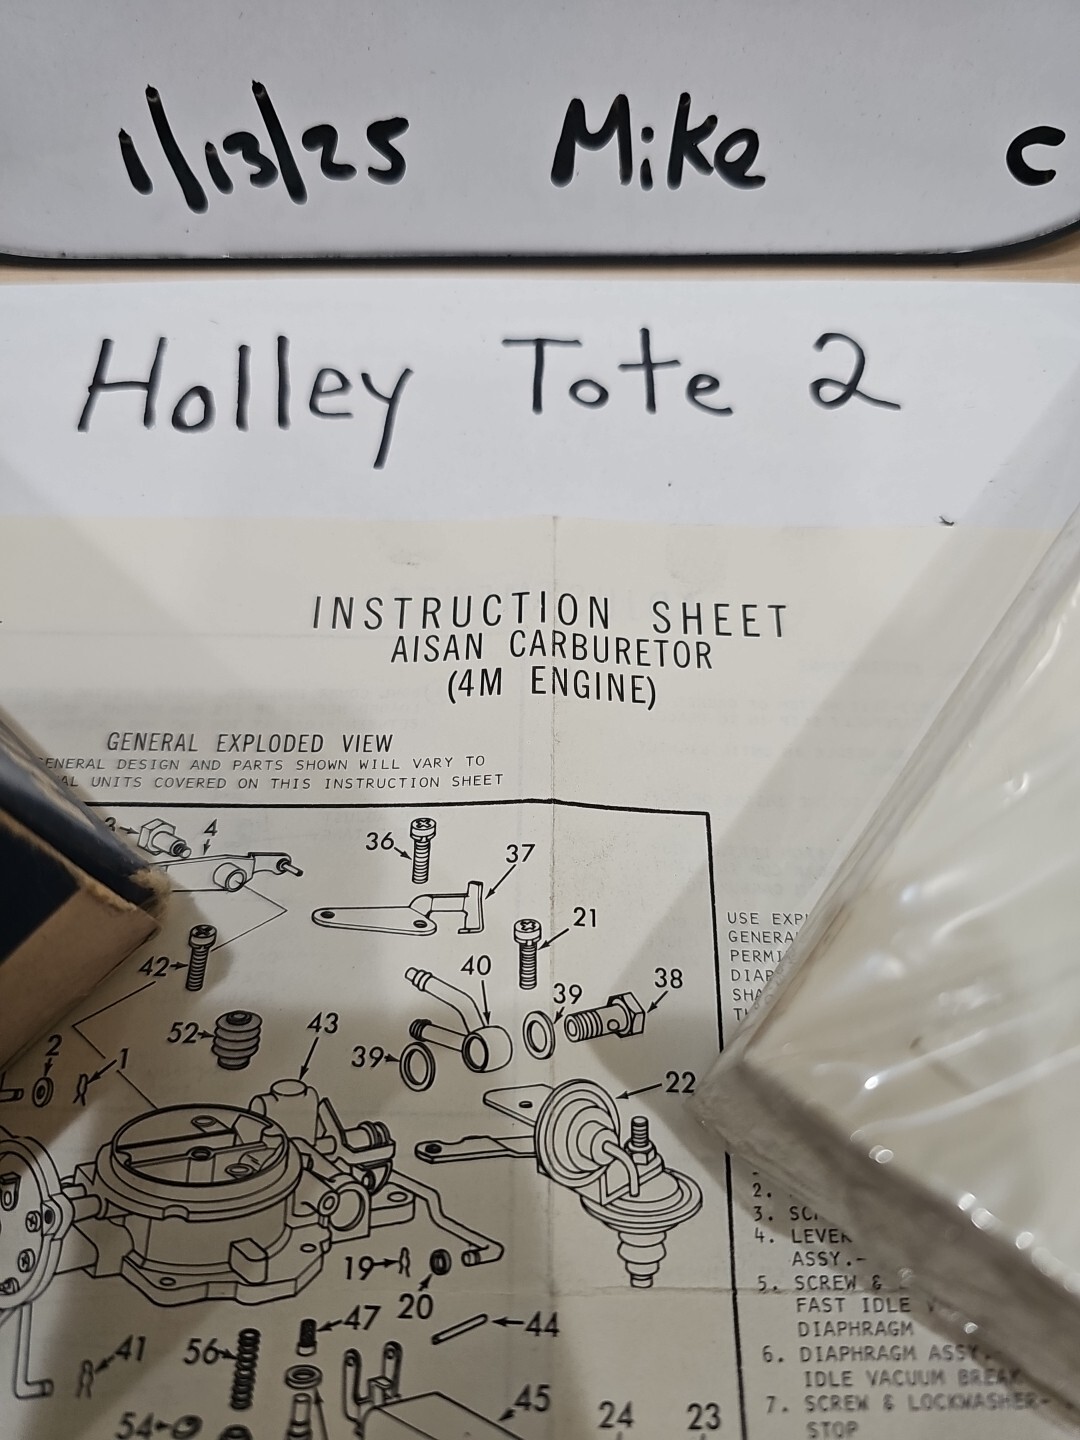 1/13/25 Mike C
Holley Tote 2
INSTRUCTION SHEET
AISAN CARBURETOR
(4M ENGINE)
GENERAL EXPLODED VIEW
GENERAL DESIGN AND PARTS SHOWN WILL VARY TO
UNITS COVERED ON THIS INSTRUCTION SHEET
3 4
36
37
21
42
40
39
38
52
43
39
2
1
22
19
20
47
44
41
56
45
54
24 23
USE
2.
3.
4. LEVER
ASSY.-
5. SCREW &
FAST IDLE
DIAPHRAGM
6. DIAPHRAGM ASSY.-
IDLE VACUUM BREAK
7. SCREW & LOCKWASHER-
STOP